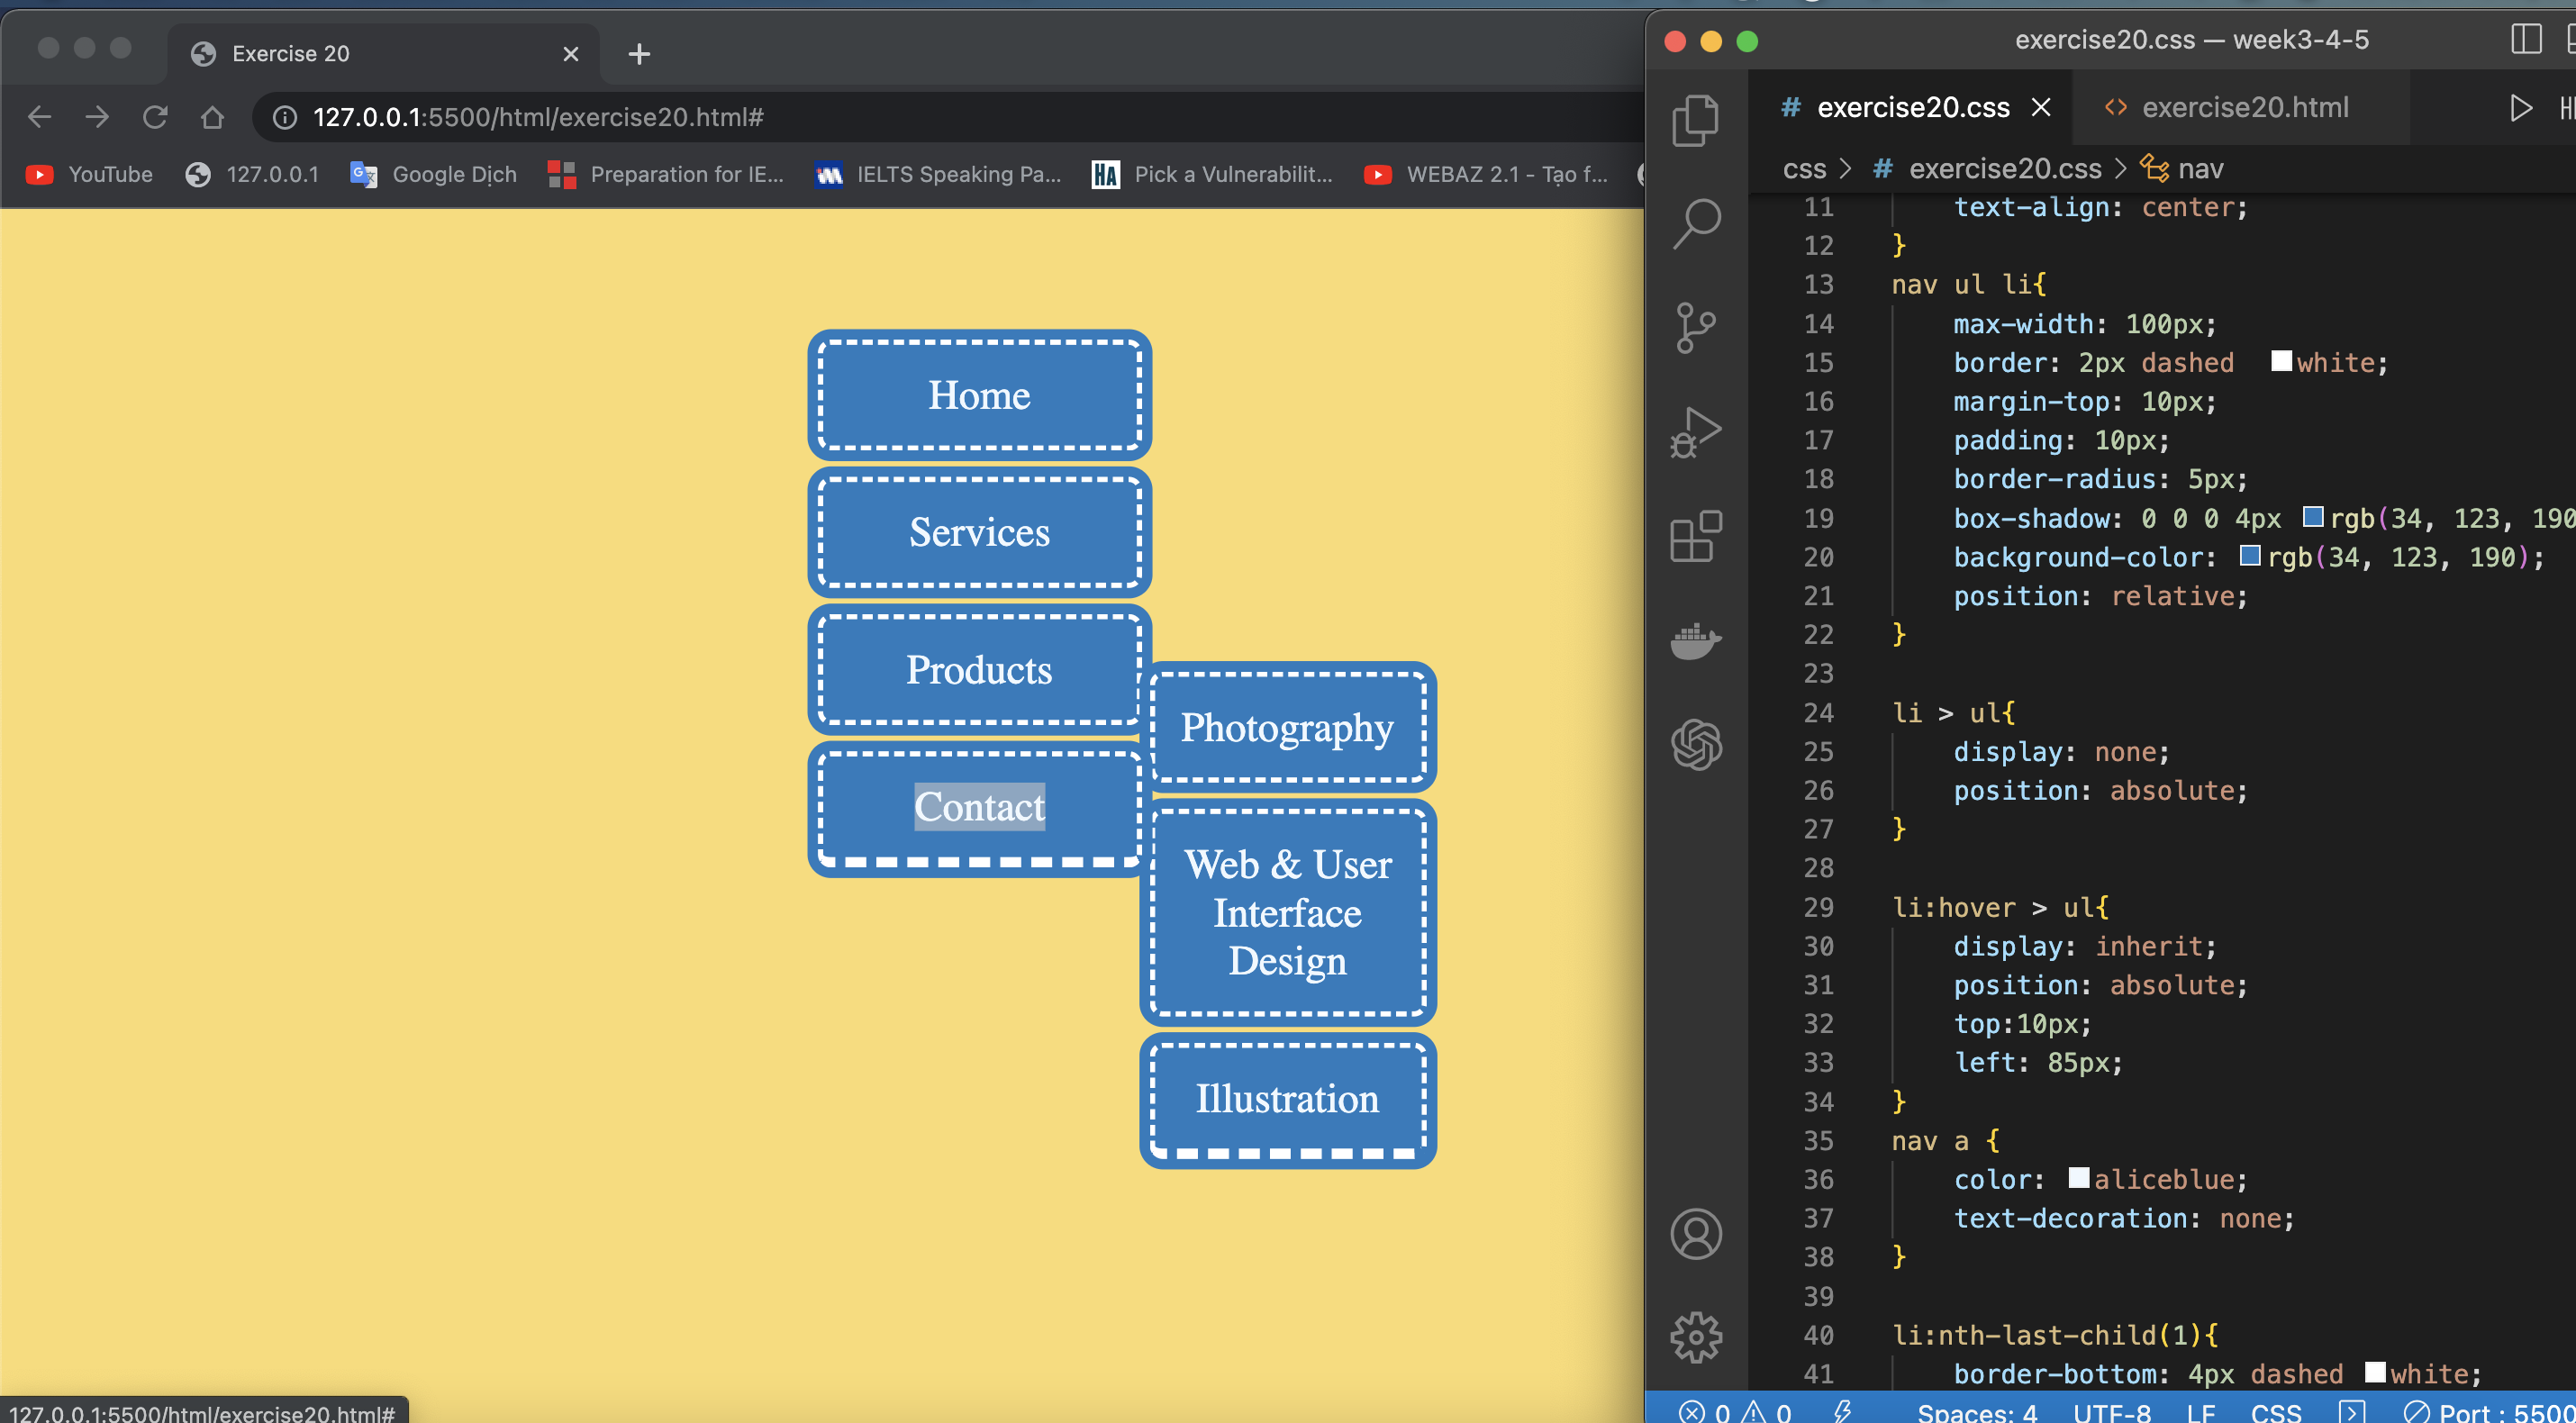 Exercise 20
127.0.0.1:5500/html/exercise20.html#
YouTube 127.0.0.1 Google Dịch Preparation for IE... IELTS Speaking Pa... HA Pick a Vulnerabilit... WEBAZ 2.1 - Tạo f...
Home
Services
Products
Contact
Photography
Web & User
Interface
Design
Illustration
127.0.0.1:5500/html/exercise20.html#
exercise20.css — week3-4-5
# exercise20.css <> exercise20.html
css > # exercise20.css > nav
11 text-align: center;
12 }
13 nav ul li{
14 max-width: 100px;
15 border: 2px dashed white;
16 margin-top: 10px;
17 padding: 10px;
18 border-radius: 5px;
19 box-shadow: 0 0 0 4px rgb(34, 123, 190
20 background-color: rgb(34, 123, 190);
21 position: relative;
22 }
23
24 li > ul{
25 display: none;
26 position: absolute;
27 }
28
29 li:hover > ul{
30 display: inherit;
31 position: absolute;
32 top:10px;
33 left: 85px;
34 }
35 nav a {
36 color: aliceblue;
37 text-decoration: none;
38 }
39
40 li:nth-last-child(1){
41 border-bottom: 4px dashed white;
0 0 Spaces: 4 UTF-8 LF CSS Port : 5500